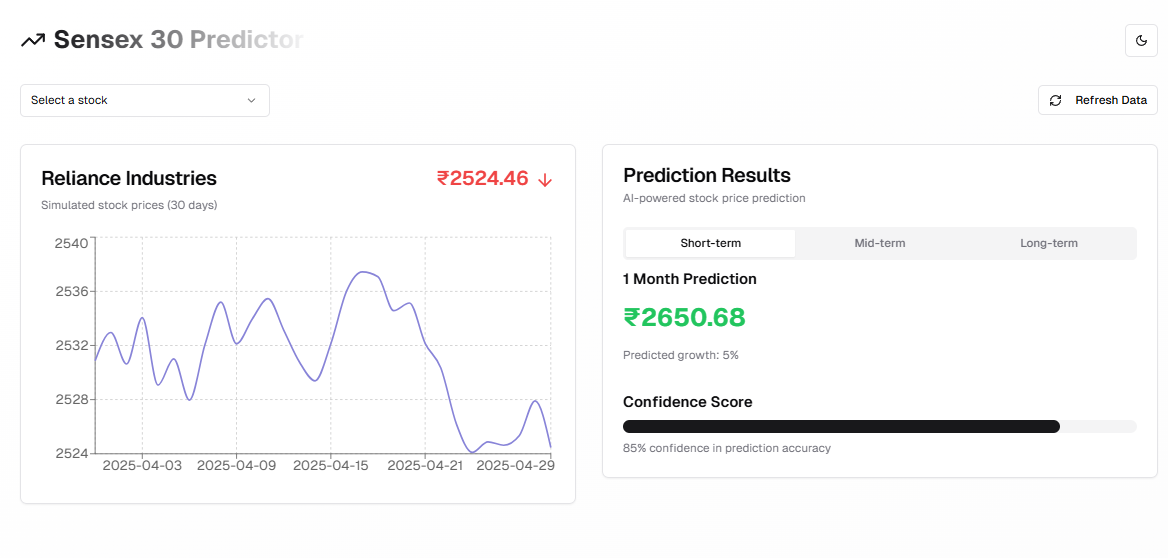 Sensex 30 Predictor
Select a stock
Refresh Data
Reliance Industries
₹2524.46
Simulated stock prices (30 days)
2540
2536
2532
2528
2524
2025-04-03 2025-04-09 2025-04-15 2025-04-21 2025-04-29
Prediction Results
AI-powered stock price prediction
Short-term Mid-term Long-term
1 Month Prediction
₹2650.68
Predicted growth: 5%
Confidence Score
85% confidence in prediction accuracy